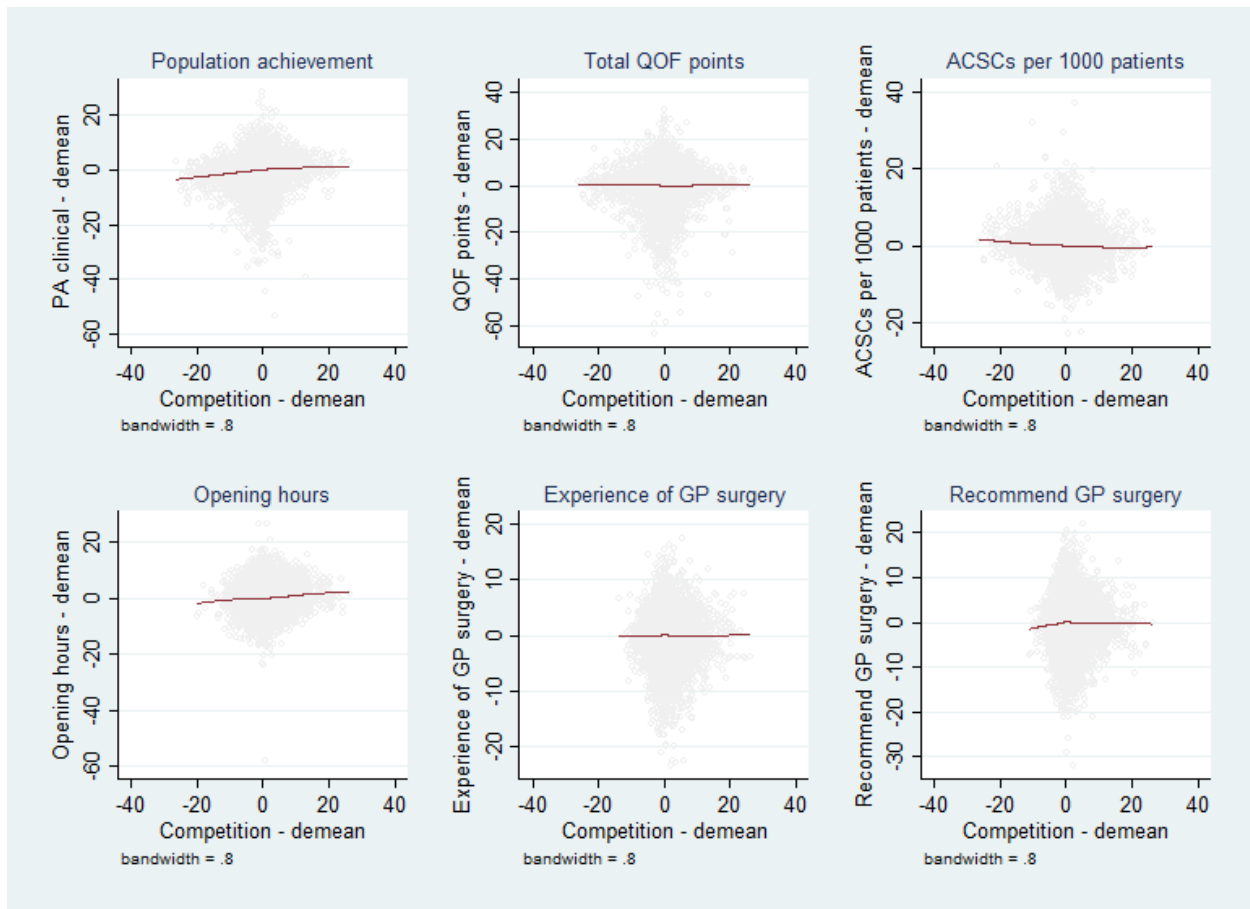 Population achievement
PA clinical - demean
20
0
-20
-40
-60
-40 -20 0 20 40
Competition - demean
bandwidth = .8
Total QOF points
QOF points - demean
40
20
0
-20
-40
-60
-40 -20 0 20 40
Competition - demean
bandwidth = .8
ACSCs per 1000 patients
ACSCs per 1000 patients - demean
40
20
0
-20
-40 -20 0 20 40
Competition - demean
bandwidth = .8
Opening hours
Opening hours - demean
20
0
-20
-40
-60
-40 -20 0 20 40
Competition - demean
bandwidth = .8
Experience of GP surgery
Experience of GP surgery - demean
20
10
0
-10
-20
-40 -20 0 20 40
Competition - demean
bandwidth = .8
Recommend GP surgery
Recommend GP surgery - demean
20
10
0
-10
-20
-30
-40 -20 0 20 40
Competition - demean
bandwidth = .8